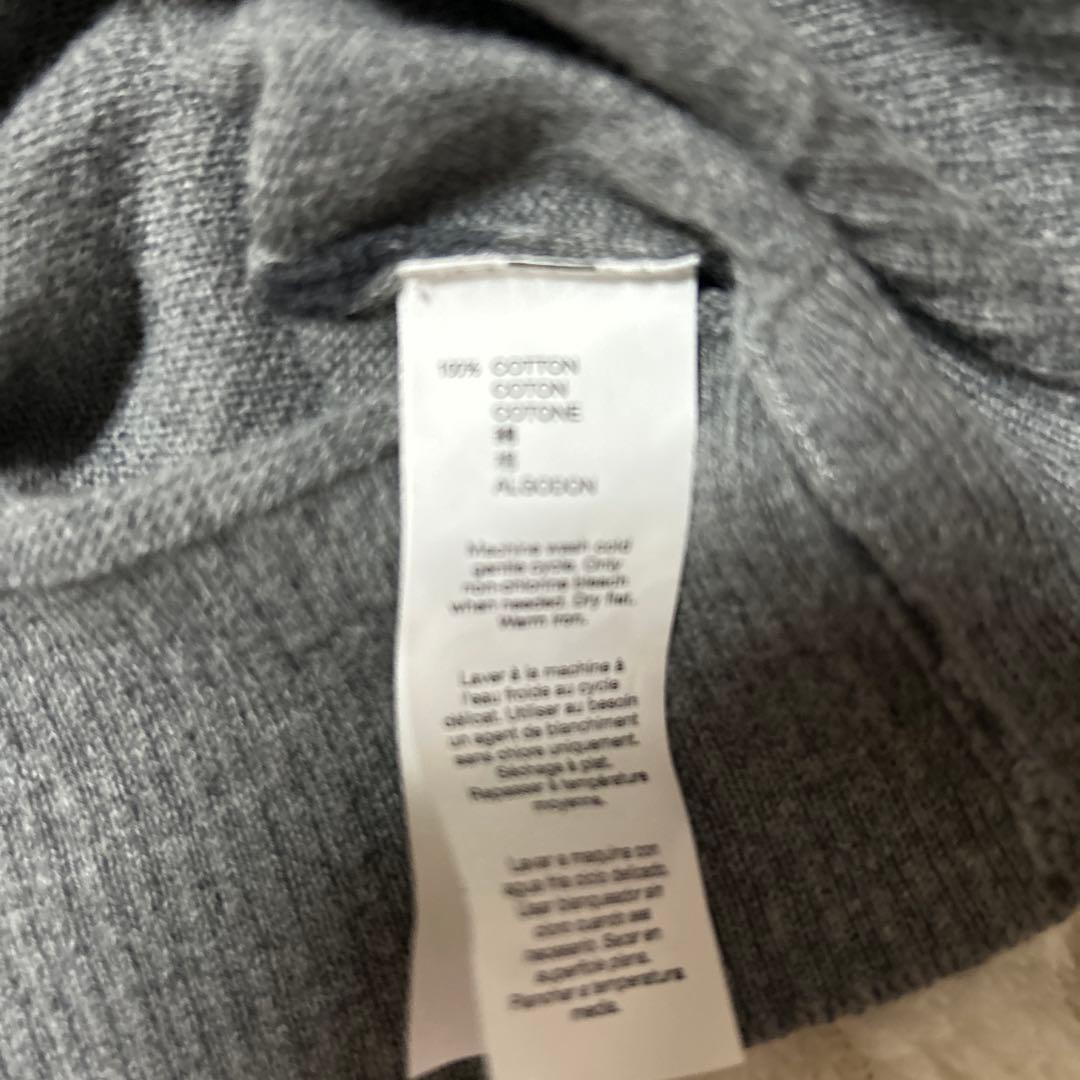 100% COTTON
COTON
COTONE
綿
棉
ALGODON
Machine wash cold
gentle cycle. Only
non-chlorine bleach
when needed. Dry flat.
Warm iron.
Laver à la machine à
l'eau froide au cycle
délicat. Utiliser au besoin
un agent de blanchiment
sans chlore uniquement.
Séchage à plat.
Repasser à température
moyenne.
Lavar a maquina con
agua fria ciclo delicado.
Usar blanqueador sin
cloro cuando sea
necesario. Secar en
superficie plana.
Planchar a temperatura
media.